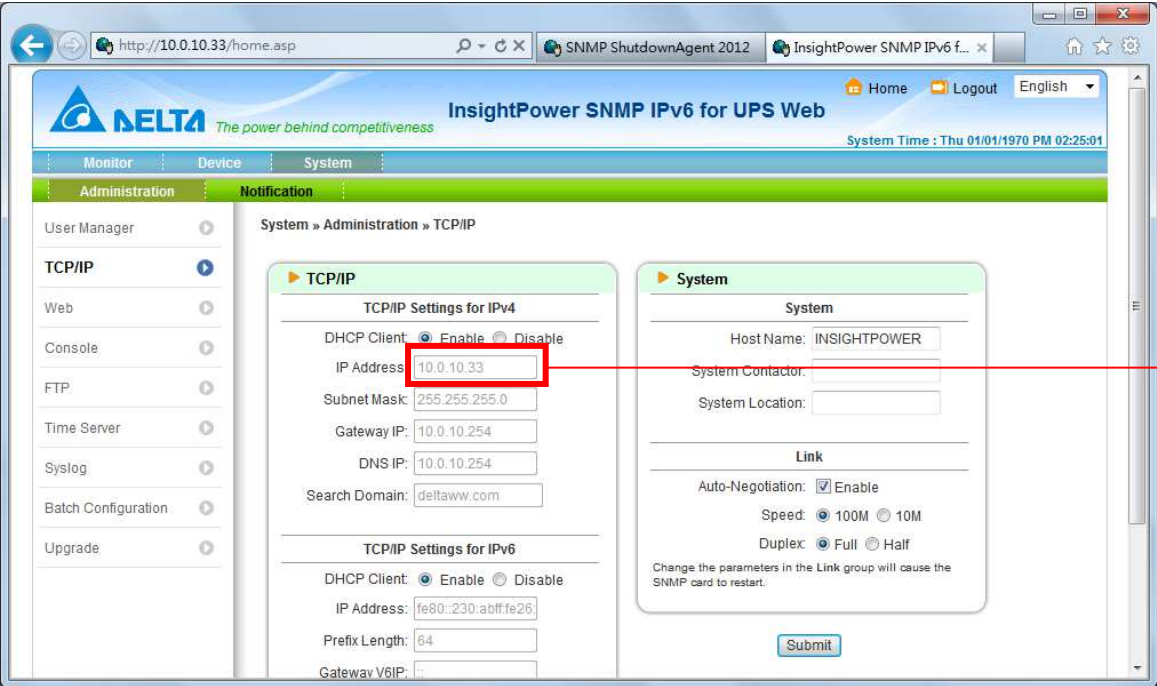 http://10.0.10.33/home.asp
SNMP ShutdownAgent 2012
InsightPower SNMP IPv6 f...
DELTA The power behind competitiveness
InsightPower SNMP IPv6 for UPS Web
Home Logout English
System Time : Thu 01/01/1970 PM 02:25:01
Monitor Device System
Administration Notification
User Manager
TCP/IP
Web
Console
FTP
Time Server
Syslog
Batch Configuration
Upgrade
System » Administration » TCP/IP
TCP/IP
TCP/IP Settings for IPv4
DHCP Client: Enable Disable
IP Address: 10.0.10.33
Subnet Mask: 255.255.255.0
Gateway IP: 10.0.10.254
DNS IP: 10.0.10.254
Search Domain: deltaww.com
TCP/IP Settings for IPv6
DHCP Client: Enable Disable
IP Address: fe80::230:abff:fe26:
Prefix Length: 64
Gateway V6IP: ::
System
System
Host Name: INSIGHTPOWER
System Contactor:
System Location:
Link
Auto-Negotiation: Enable
Speed: 100M 10M
Duplex: Full Half
Change the parameters in the Link group will cause the
SNMP card to restart.
Submit